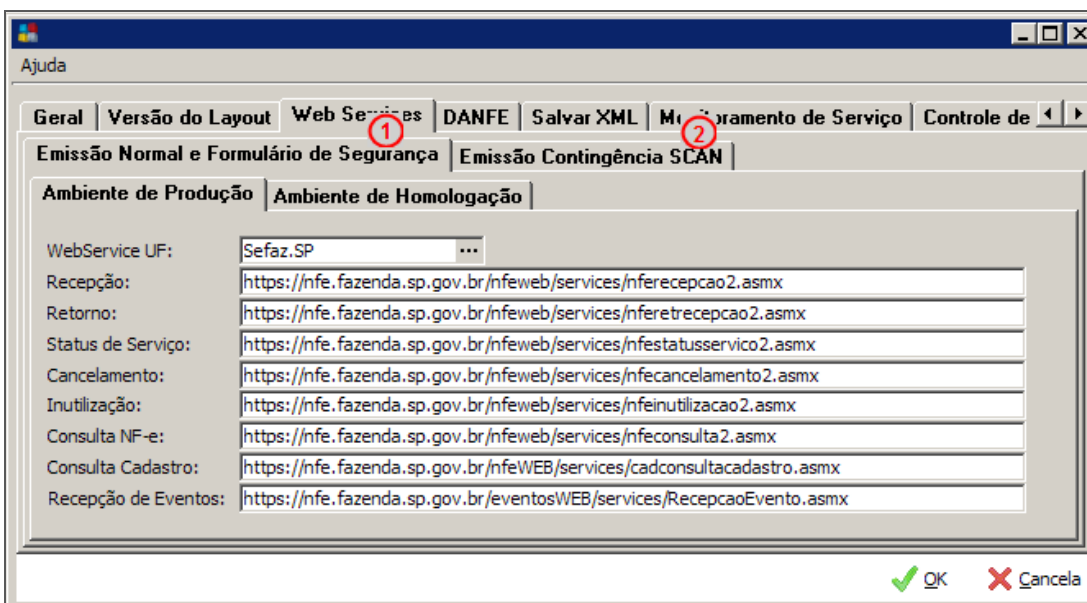 Ajuda
Geral Versão do Layout Web Services DANFE Salvar XML Monitoramento de Serviço Controle de
1 2
Emissão Normal e Formulário de Segurança Emissão Contingência SCAN
Ambiente de Produção Ambiente de Homologação
WebService UF: Sefaz.SP ...
Recepção: https://nfe.fazenda.sp.gov.br/nfeweb/services/nferecepcao2.asmx
Retorno: https://nfe.fazenda.sp.gov.br/nfeweb/services/nferetrecepcao2.asmx
Status de Serviço: https://nfe.fazenda.sp.gov.br/nfeweb/services/nfestatusservico2.asmx
Cancelamento: https://nfe.fazenda.sp.gov.br/nfeweb/services/nfecancelamento2.asmx
Inutilização: https://nfe.fazenda.sp.gov.br/nfeweb/services/nfeinutilizacao2.asmx
Consulta NF-e: https://nfe.fazenda.sp.gov.br/nfeweb/services/nfeconsulta2.asmx
Consulta Cadastro: https://nfe.fazenda.sp.gov.br/nfeWEB/services/cadconsultacadastro.asmx
Recepção de Eventos: https://nfe.fazenda.sp.gov.br/eventosWEB/services/RecepcaoEvento.asmx
OK Cancela